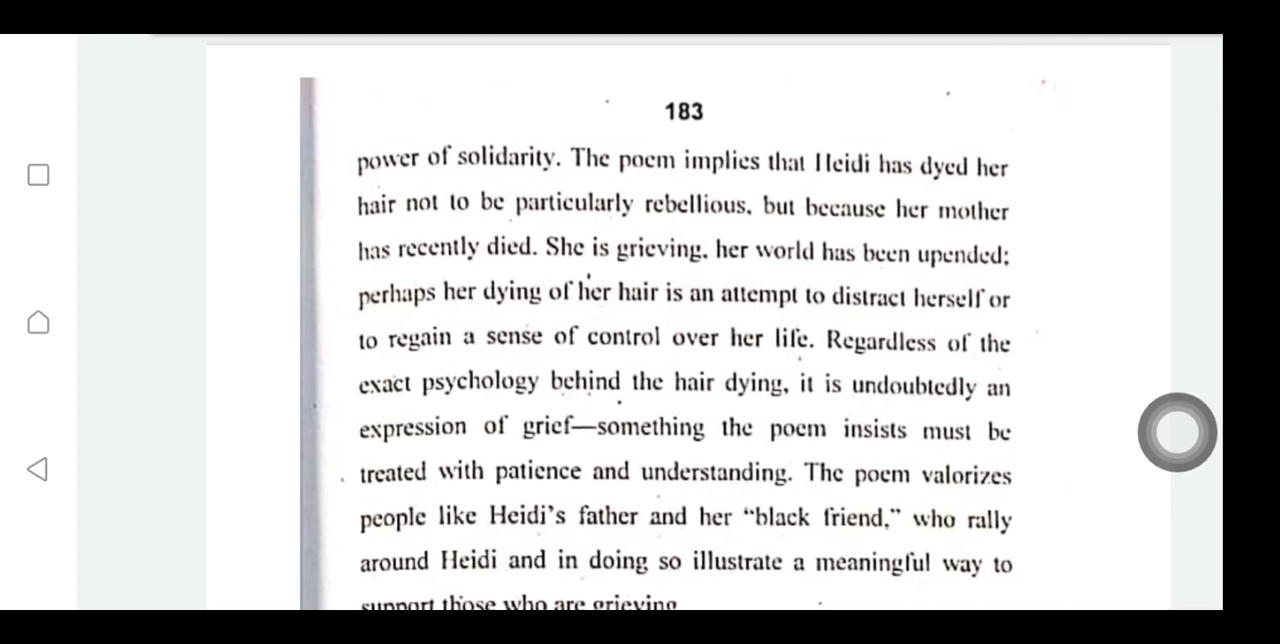 183
power of solidarity. The poem implies that Heidi has dyed her
hair not to be particularly rebellious, but because her mother
has recently died. She is grieving, her world has been upended;
perhaps her dying of her hair is an attempt to distract herself or
to regain a sense of control over her life. Regardless of the
exact psychology behind the hair dying, it is undoubtedly an
expression of grief—something the poem insists must be
treated with patience and understanding. The poem valorizes
people like Heidi's father and her “black friend,” who rally
around Heidi and in doing so illustrate a meaningful way to
support those who are grieving